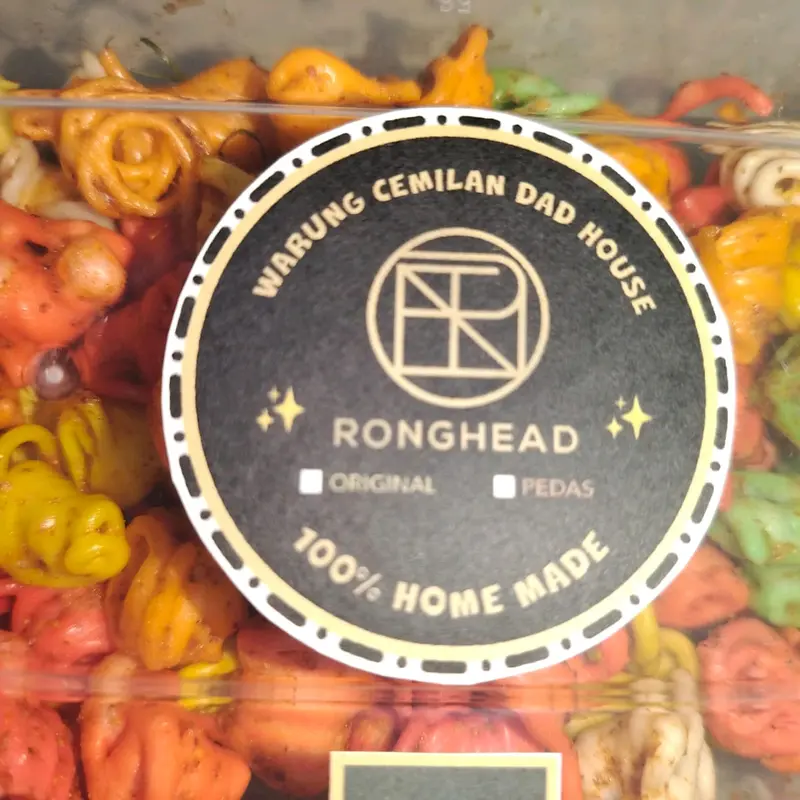 WARUNG CEMILAN DAD HOUSE
RONGHEAD
ORIGINAL
PEDAS
100% HOME MADE